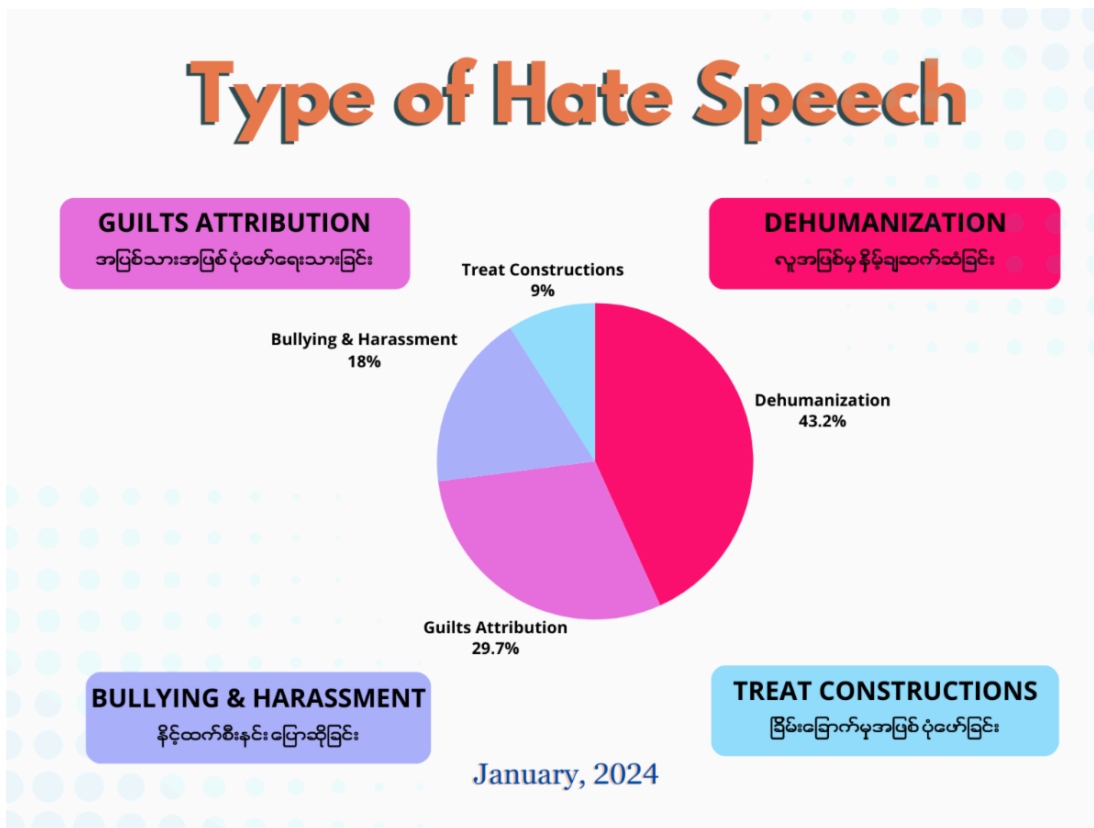 Type of Hate Speech
GUILTS ATTRIBUTION
အပြစ်သားအဖြစ် ပုံဖော်ရေးသားခြင်း
DEHUMANIZATION
လူအဖြစ်မှ နှိမ့်ချဆက်ဆံခြင်း
Treat Constructions
9%
Bullying & Harassment
18%
Dehumanization
43.2%
Guilts Attribution
29.7%
BULLYING & HARASSMENT
နှိင့်ထက်စီးနင်း ပြောဆိုခြင်း
TREAT CONSTRUCTIONS
ခြိမ်းခြောက်မှုအဖြစ် ပုံဖော်ခြင်း
January, 2024